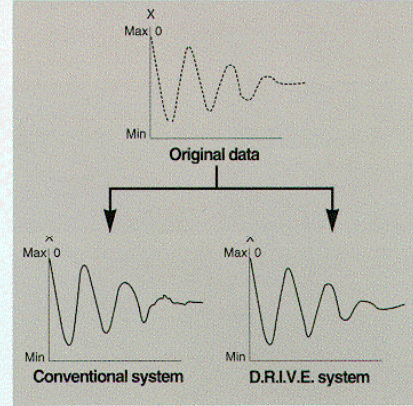 X
Max 0
Min
Original data
X
Max 0
Min
Conventional system
X
Max 0
Min
D.R.I.V.E. system